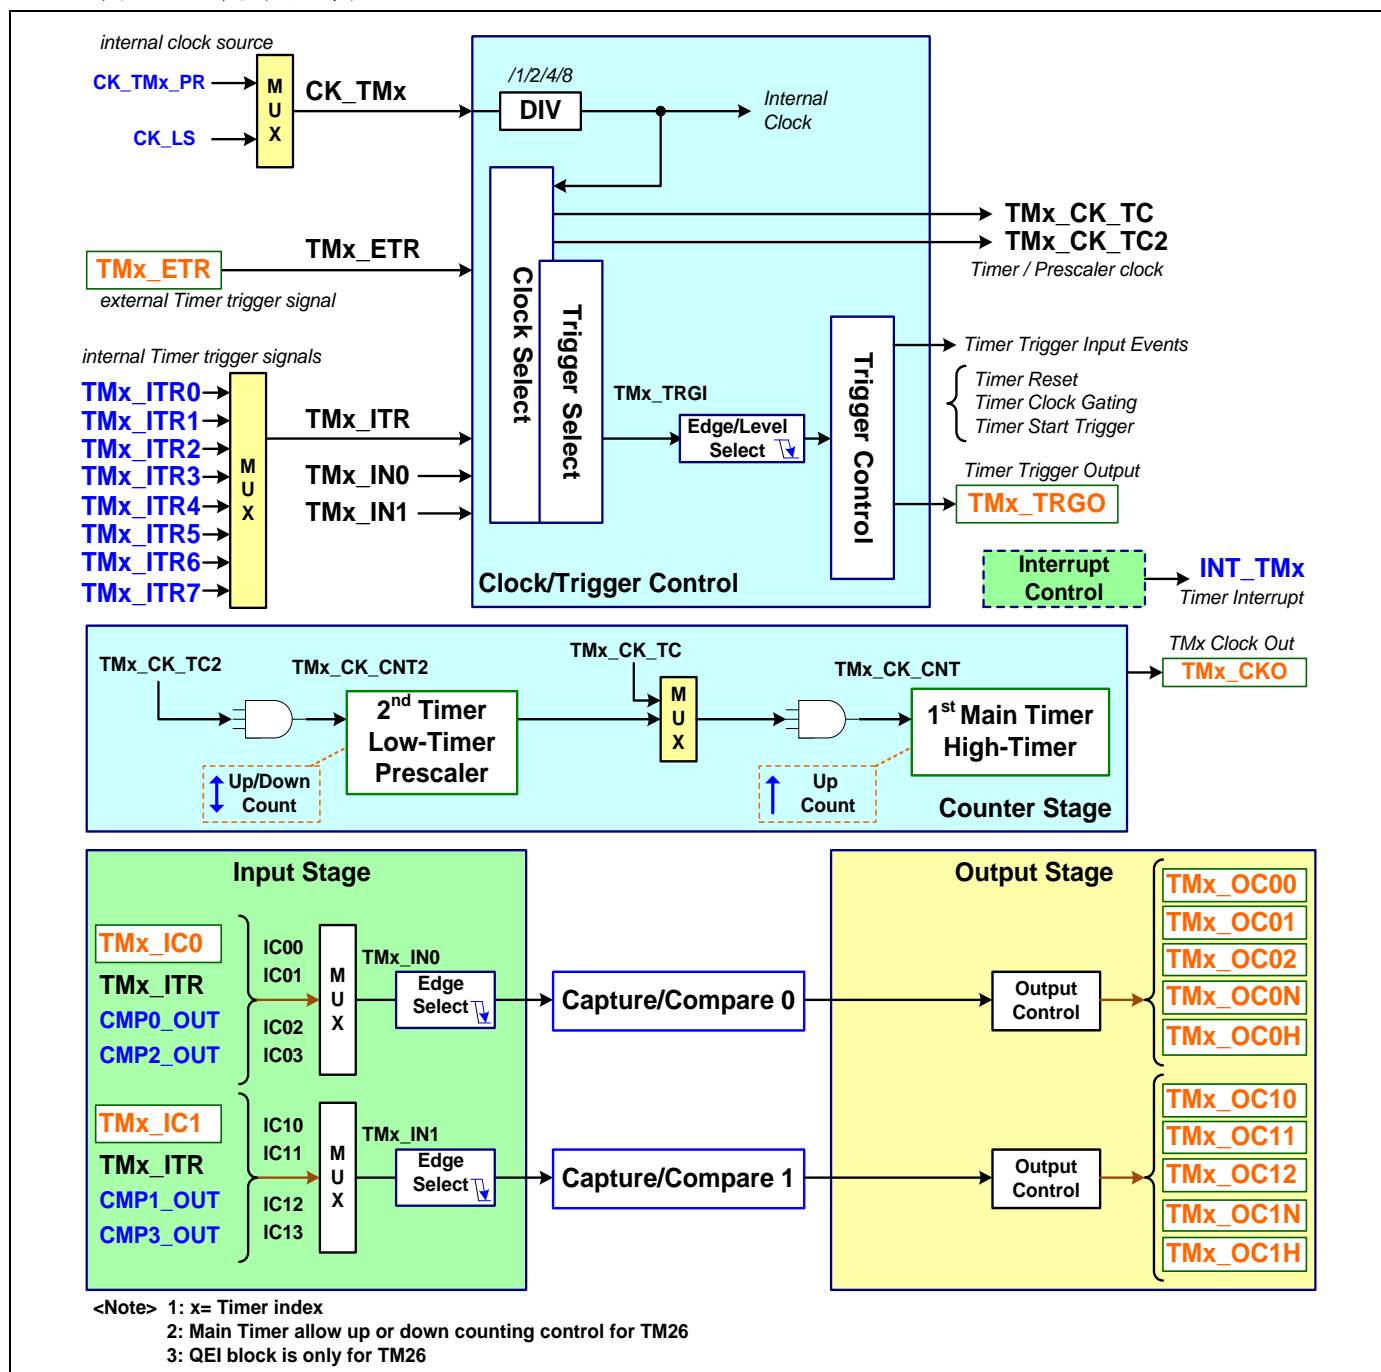 internal clock source
CK_TMx_PR
CK_LS
M
U
X
CK_TMx
/1/2/4/8
DIV
Internal
Clock
TMx_CK_TC
TMx_CK_TC2
Timer / Prescaler clock
TMx_ETR
external Timer trigger signal
TMx_ETR
internal Timer trigger signals
TMx_ITR0
TMx_ITR1
TMx_ITR2
TMx_ITR3
TMx_ITR4
TMx_ITR5
TMx_ITR6
TMx_ITR7
M
U
X
TMx_ITR
TMx_IN0
TMx_IN1
Clock Select
Trigger Select
TMx_TRGI
Edge/Level
Select
Trigger Control
Clock/Trigger Control
Timer Trigger Input Events
Timer Reset
Timer Clock Gating
Timer Start Trigger
Timer Trigger Output
TMx_TRGO
Interrupt
Control
INT_TMx
Timer Interrupt
TMx_CK_TC2
TMx_CK_CNT2
2nd Timer
Low-Timer
Prescaler
Up/Down
Count
TMx_CK_TC
M
U
X
TMx_CK_CNT
1st Main Timer
High-Timer
Up
Count
Counter Stage
TMx Clock Out
TMx_CKO
Input Stage
TMx_IC0
TMx_ITR
CMP0_OUT
CMP2_OUT
IC00
IC01
IC02
IC03
M
U
X
TMx_IN0
Edge
Select
Capture/Compare 0
TMx_IC1
TMx_ITR
CMP1_OUT
CMP3_OUT
IC10
IC11
IC12
IC13
M
U
X
TMx_IN1
Edge
Select
Capture/Compare 1
Output Stage
Output
Control
TMx_OC00
TMx_OC01
TMx_OC02
TMx_OC0N
TMx_OC0H
Output
Control
TMx_OC10
TMx_OC11
TMx_OC12
TMx_OC1N
TMx_OC1H
<Note> 1: x= Timer index
2: Main Timer allow up or down counting control for TM26
3: QEI block is only for TM26